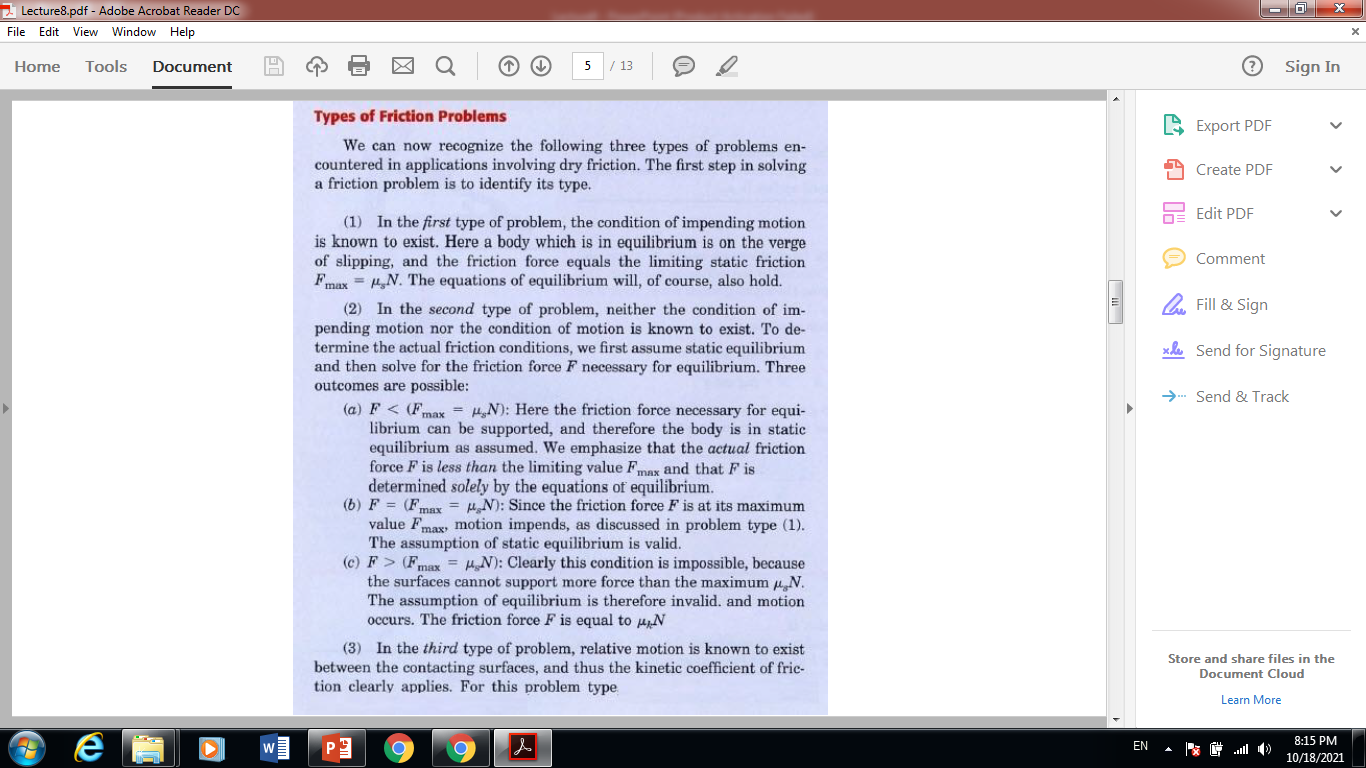 Lecture8.pdf - Adobe Acrobat Reader DC
File Edit View Window Help
Home Tools Document 5 / 13 Sign In
Types of Friction Problems
We can now recognize the following three types of problems en-
countered in applications involving dry friction. The first step in solving
a friction problem is to identify its type.
(1) In the first type of problem, the condition of impending motion
is known to exist. Here a body which is in equilibrium is on the verge
of slipping, and the friction force equals the limiting static friction
Fmax = μsN. The equations of equilibrium will, of course, also hold.
(2) In the second type of problem, neither the condition of im-
pending motion nor the condition of motion is known to exist. To de-
termine the actual friction conditions, we first assume static equilibrium
and then solve for the friction force F necessary for equilibrium. Three
outcomes are possible:
(a) F < (Fmax = μsN): Here the friction force necessary for equi-
librium can be supported, and therefore the body is in static
equilibrium as assumed. We emphasize that the actual friction
force F is less than the limiting value Fmax and that F is
determined solely by the equations of equilibrium.
(b) F = (Fmax = μsN): Since the friction force F is at its maximum
value Fmax, motion impends, as discussed in problem type (1).
The assumption of static equilibrium is valid.
(c) F > (Fmax = μsN): Clearly this condition is impossible, because
the surfaces cannot support more force than the maximum μsN.
The assumption of equilibrium is therefore invalid. and motion
occurs. The friction force F is equal to μkN
(3) In the third type of problem, relative motion is known to exist
between the contacting surfaces, and thus the kinetic coefficient of fric-
tion clearly applies. For this problem type
Export PDF
Create PDF
Edit PDF
Comment
Fill & Sign
Send for Signature
Send & Track
Store and share files in the
Document Cloud
Learn More
EN
8:15 PM
10/18/2021